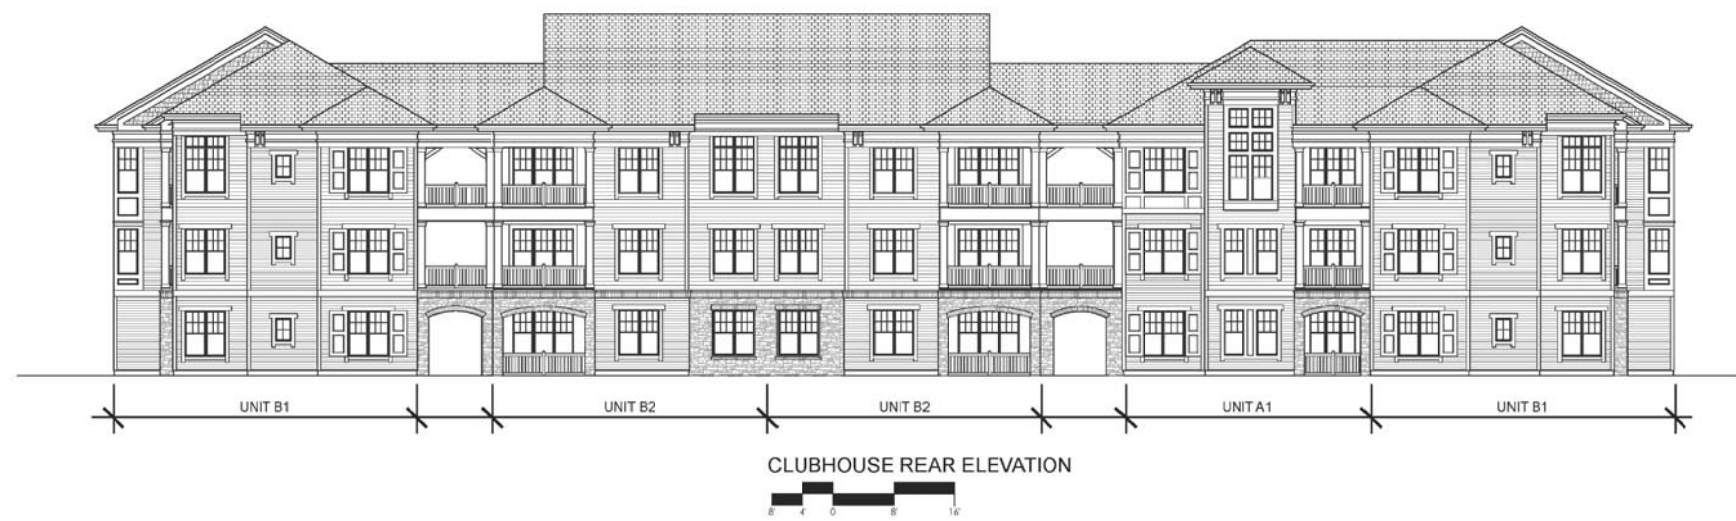 UNIT B1 UNIT B2 UNIT B2 UNIT A1 UNIT B1
CLUBHOUSE REAR ELEVATION
8' 4' 0 8' 16'